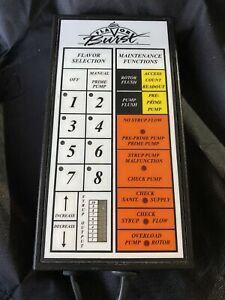 FLAVOR
Burst
FLAVOR
SELECTION
OFF
MANUAL
PRIME
PUMP
1 2
3 4
5 6
7 8
INCREASE
DECREASE
SYRUP OUTPUT
MAINTENANCE
FUNCTIONS
ROTOR
FLUSH
ACCESS
COUNT
READOUT
PUMP
FLUSH
PRE-
PRIME
PUMP
NO SYRUP FLOW
PRE-PRIME PUMP
PRIME-PUMP
SYRUP PUMP
MALFUNCTION
CHECK PUMP
CHECK
SANIT. SUPPLY
CHECK
SYRUP FLOW
OVERLOAD
PUMP ROTOR